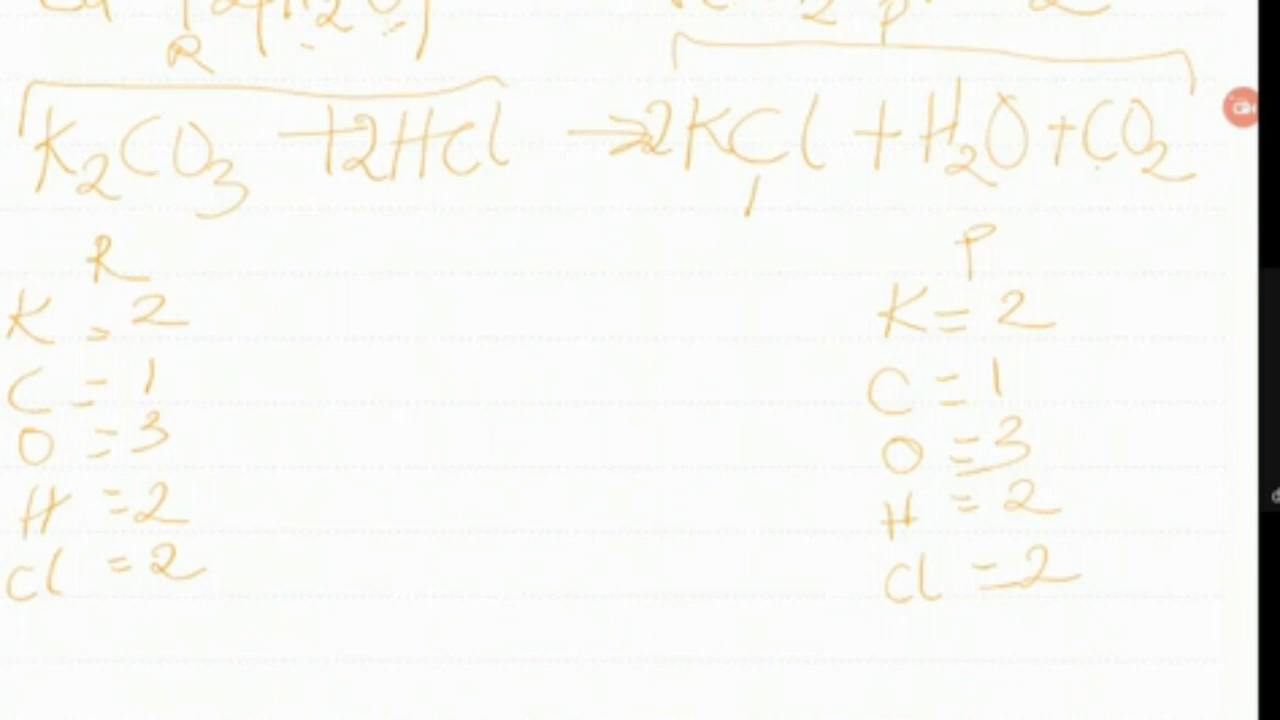 R P
K₂CO₃ + 2HCl → 2KCl + H₂O + CO₂
R P
K = 2 K = 2
C = 1 C = 1
O = 3 O = 3
H = 2 H = 2
Cl = 2 Cl = 2